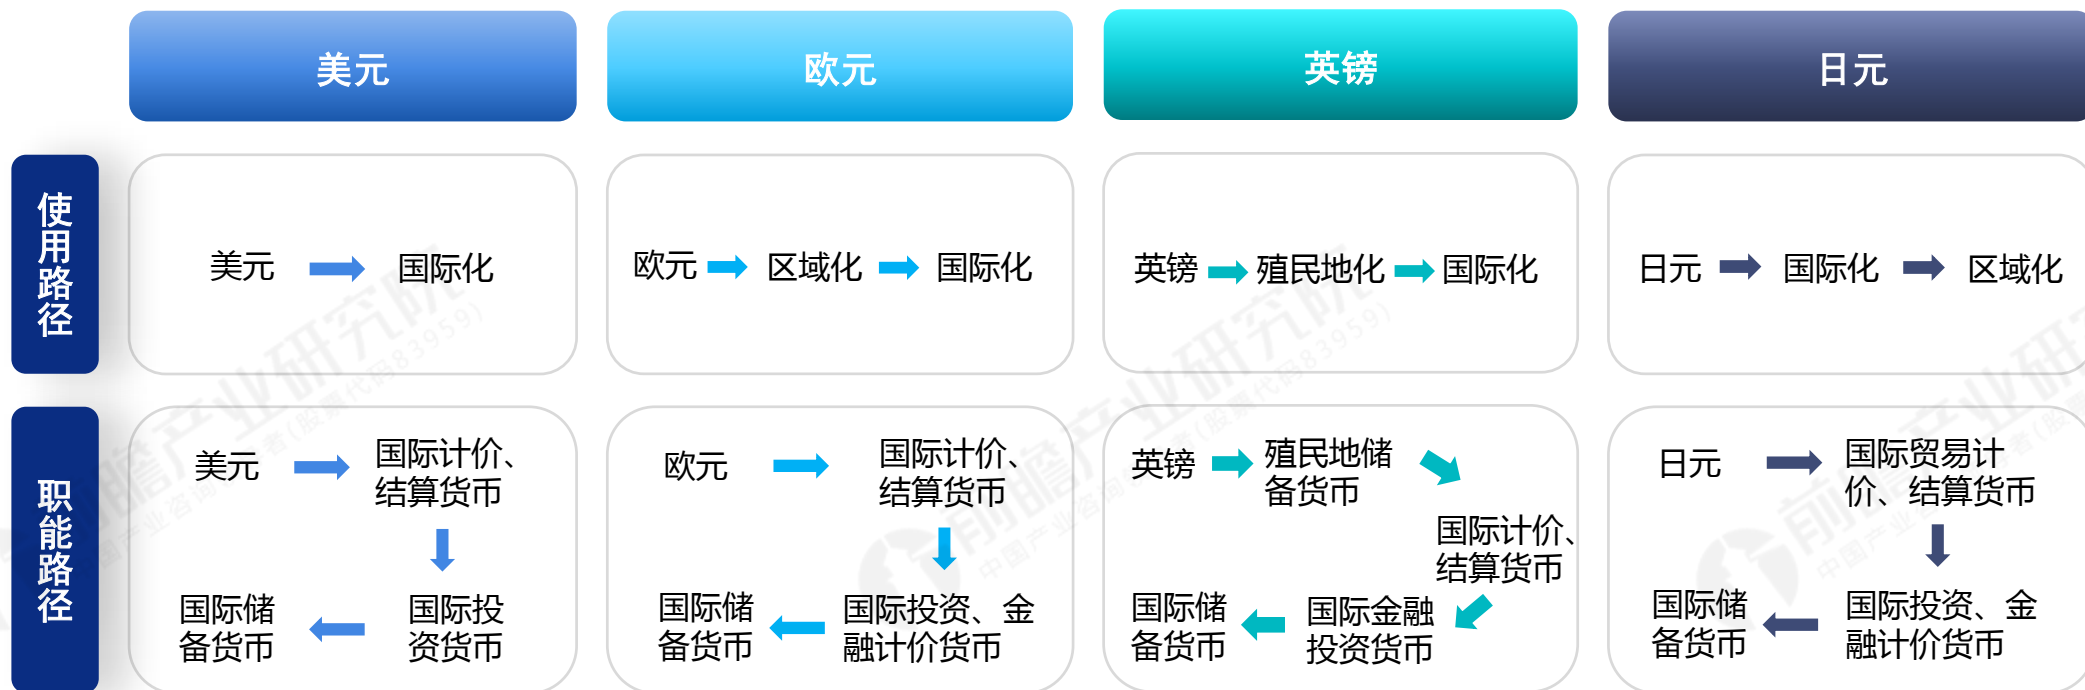 美元
欧元
英镑
日元
使用路径
美元
国际化
欧元
区域化
国际化
英镑
殖民地化
国际化
日元
国际化
区域化
职能路径
美元
国际计价、
结算货币
国际投
资货币
国际储
备货币
欧元
国际计价、
结算货币
国际投资、金
融计价货币
国际储
备货币
英镑
殖民地储
备货币
国际计价、
结算货币
国际金融
投资货币
国际储
备货币
日元
国际贸易计
价、结算货币
国际投资、金
融计价货币
国际储
备货币
前瞻产业研究院